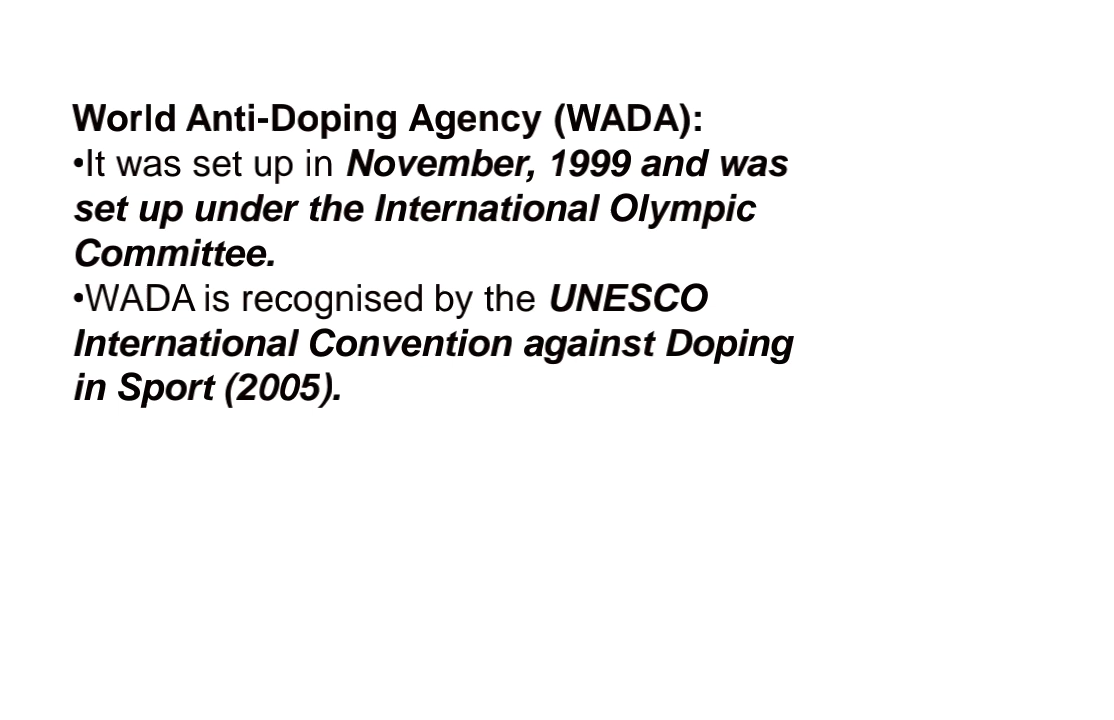 World Anti-Doping Agency (WADA):
•It was set up in November, 1999 and was
set up under the International Olympic
Committee.
•WADA is recognised by the UNESCO
International Convention against Doping
in Sport (2005).